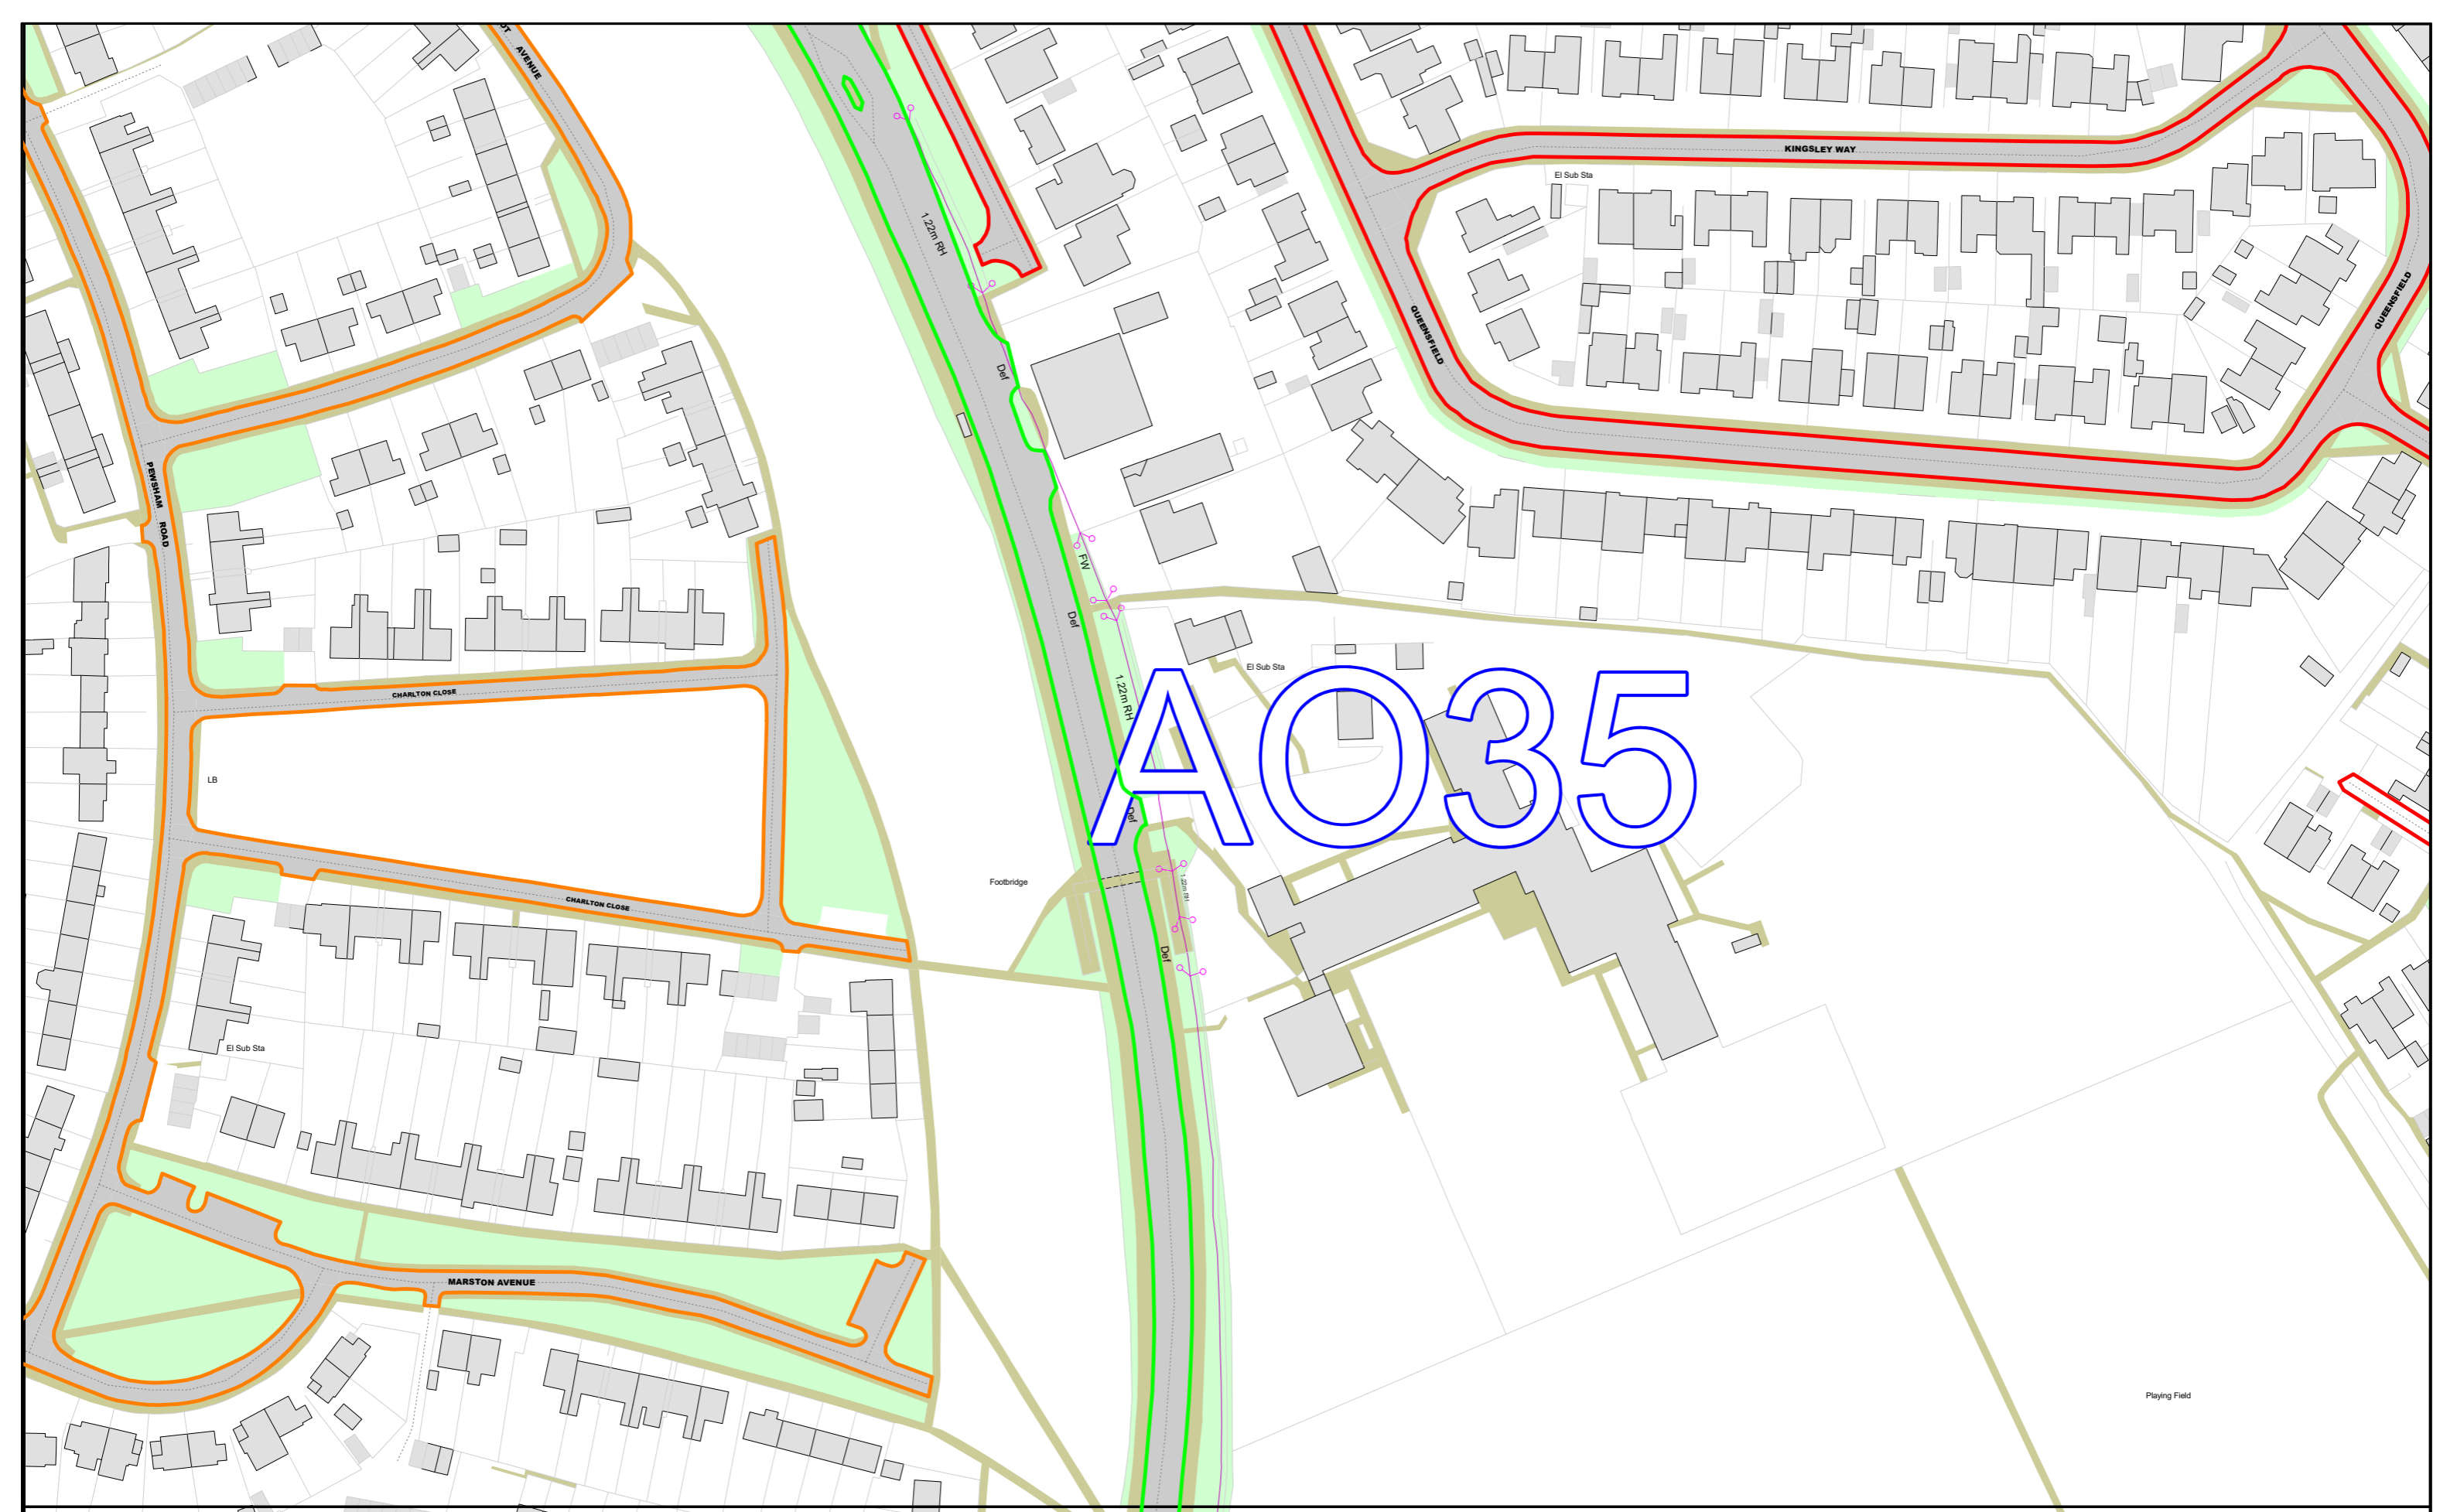 AVENUE
KINGSLEY WAY
El Sub Sta
1.22m RH
QUEENSFIELD
QUEENSFIELD
Def
PEWSHAM ROAD
FW
Def
El Sub Sta
1.22m RH
CHARLTON CLOSE
AO35
LB
Def
Footbridge
CHARLTON CLOSE
Def
El Sub Sta
MARSTON AVENUE
Playing Field